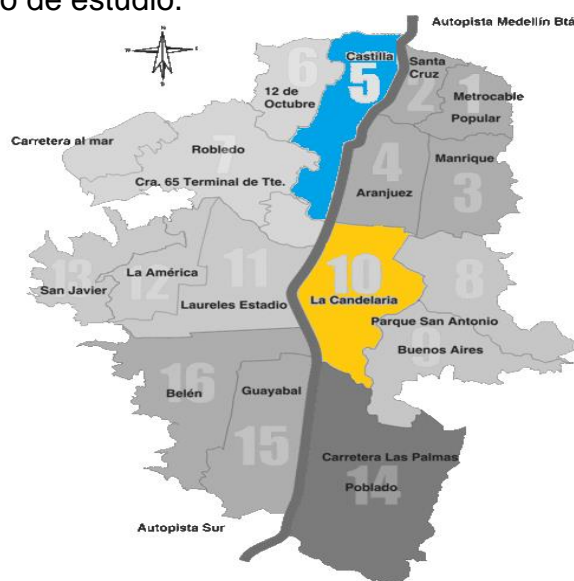 o de estudio.
Autopista Medellín Btá
N
W
E
S
Castilla
5
6
12 de
Octubre
Santa
Cruz
2
1
Metrocable
Popular
Carretera al mar
7
Robledo
Cra. 65 Terminal de Tte.
4
Aranjuez
Manrique
3
13
San Javier
La América
12
11
Laureles Estadio
10
La Candelaria
8
Parque San Antonio
9
Buenos Aires
16
Belén
Guayabal
15
Carretera Las Palmas
14
Poblado
Autopista Sur